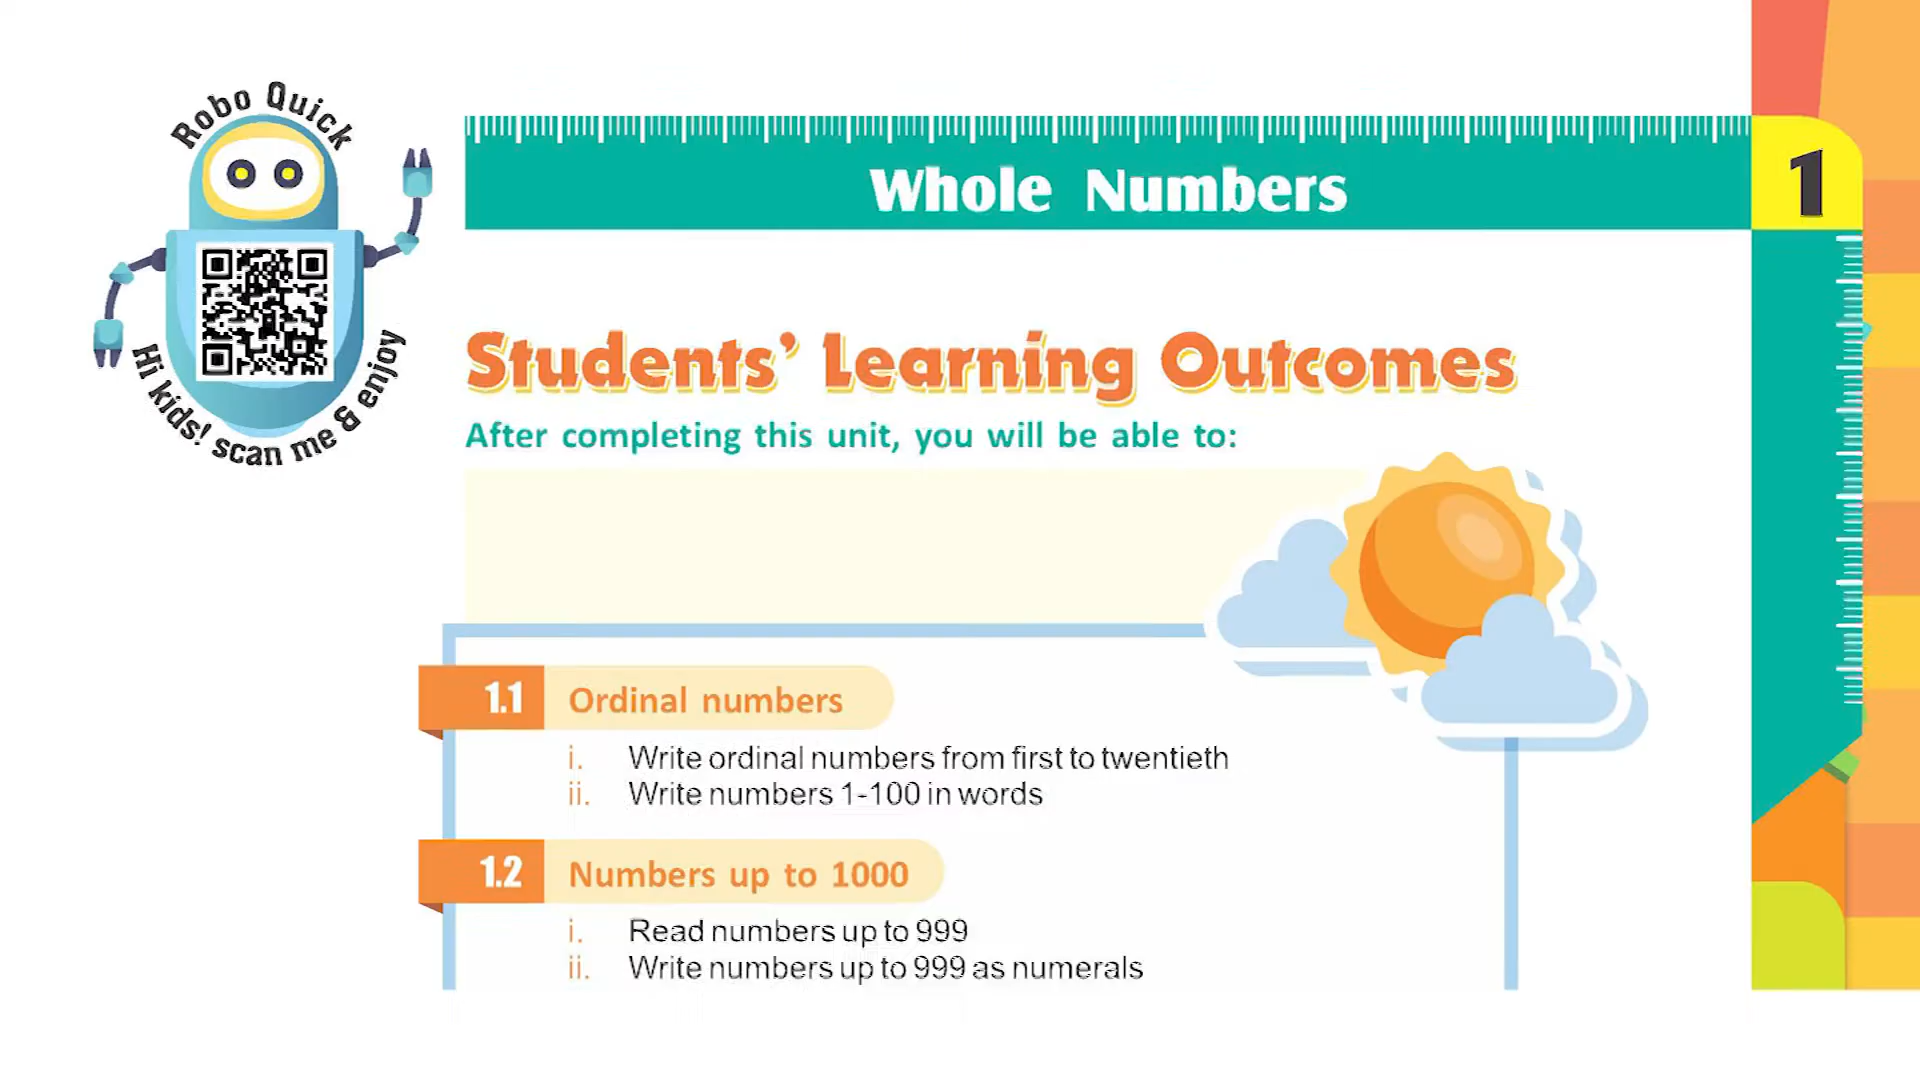 Robo Quick
Hi kids! scan me & enjoy
Whole Numbers
1
Students' Learning Outcomes
After completing this unit, you will be able to:
1.1 Ordinal numbers
i. Write ordinal numbers from first to twentieth
ii. Write numbers 1-100 in words
1.2 Numbers up to 1000
i. Read numbers up to 999
ii. Write numbers up to 999 as numerals